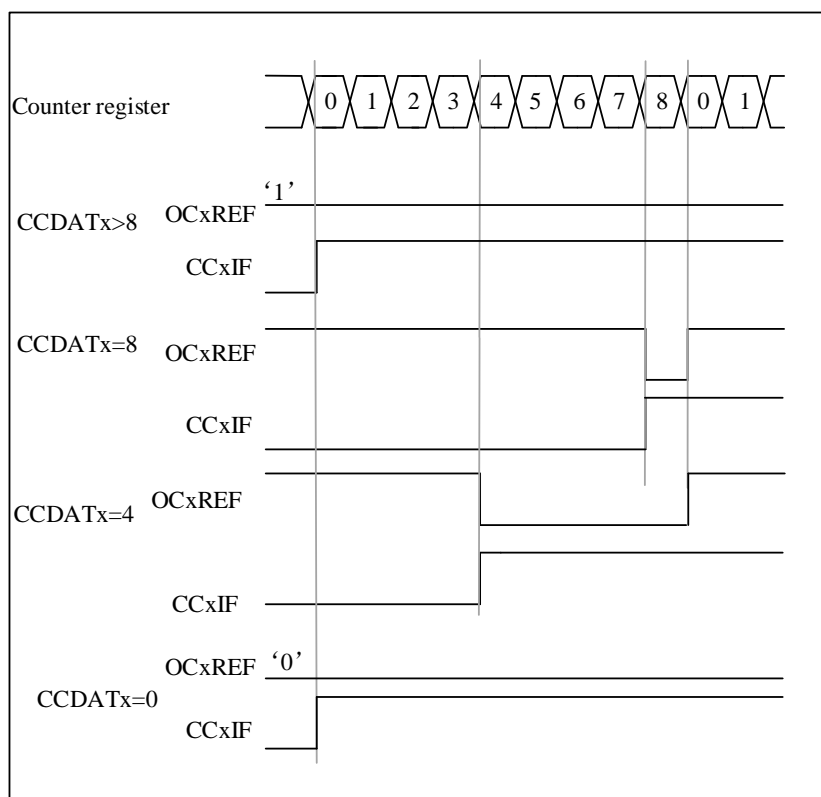 Counter register 0 1 2 3 4 5 6 7 8 0 1
‘1’
CCDATx>8 OCxREF
CCxIF
CCDATx=8 OCxREF
CCxIF
OCxREF
CCDATx=4
CCxIF
OCxREF ‘0’
CCDATx=0
CCxIF